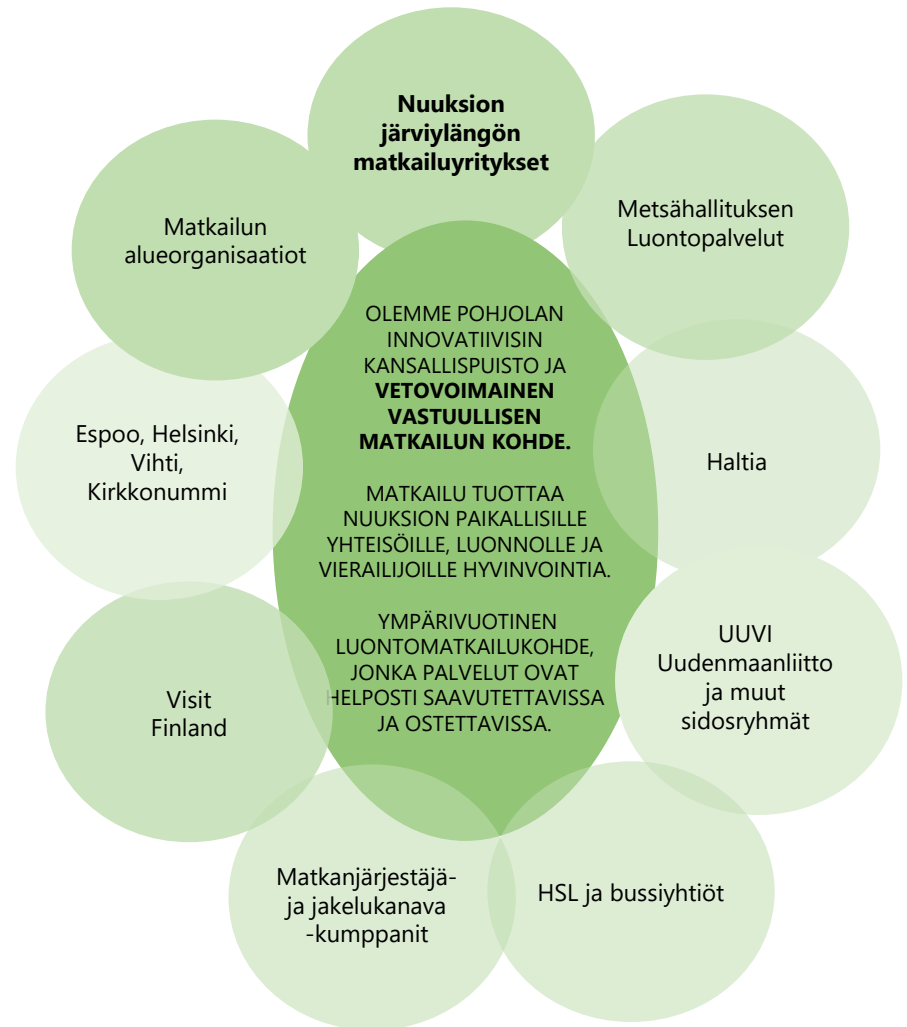 Nuuksion
järviylängön
matkailuyritykset
Matkailun
alueorganisaatiot
Metsähallituksen
Luontopalvelut
OLEMME POHJOLAN
INNOVATIIVISIN
KANSALLISPUISTO JA
VETOVOIMAINEN
VASTUULLISEN
MATKAILUN KOHDE.
MATKAILU TUOTTAA
NUUKSION PAIKALLISILLE
YHTEISÖILLE, LUONNOLLE JA
VIERAILIJOILLE HYVINVOINTIA.
YMPÄRIVUOTINEN
LUONTOMATKAILUKOHDE,
JONKA PALVELUT OVAT
HELPOSTI SAAVUTETTAVISSA
JA OSTETTAVISSA.
Espoo, Helsinki,
Vihti,
Kirkkonummi
Haltia
Visit
Finland
UUVI
Uudenmaanliitto
ja muut
sidosryhmät
Matkanjärjestäjä-
ja jakelukanava
-kumppanit
HSL ja bussiyhtiöt